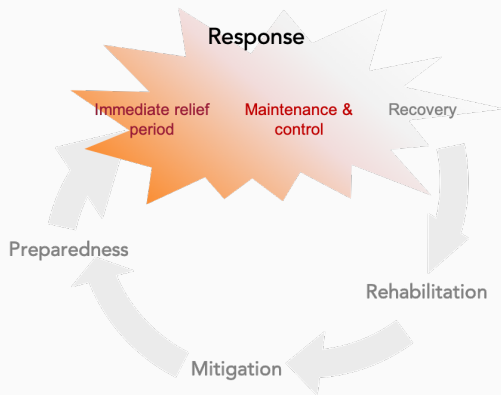 Response
Immediate relief
period
Maintenance &
control
Recovery
Preparedness
Rehabilitation
Mitigation